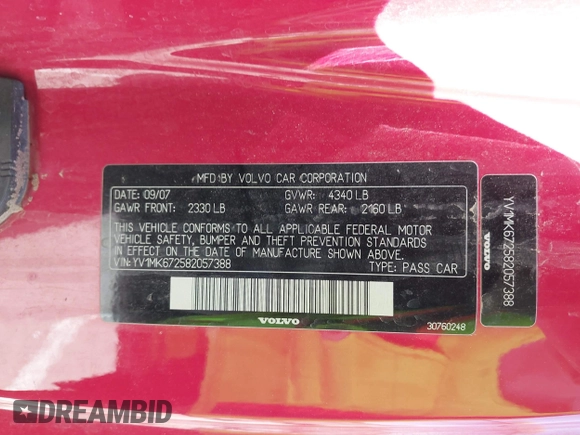 MFD BY VOLVO CAR CORPORATION
DATE: 09/07 GVWR: 4340 LB
GAWR FRONT: 2330 LB GAWR REAR: 2160 LB
THIS VEHICLE CONFORMS TO ALL APPLICABLE FEDERAL MOTOR
VEHICLE SAFETY, BUMPER AND THEFT PREVENTION STANDARDS
IN EFFECT ON THE DATE OF MANUFACTURE SHOWN ABOVE.
VIN: YV1MK672582057388 TYPE: PASS CAR
VOLVO
30760248
YV1MK672582057388
VOLVO
DREAMBID